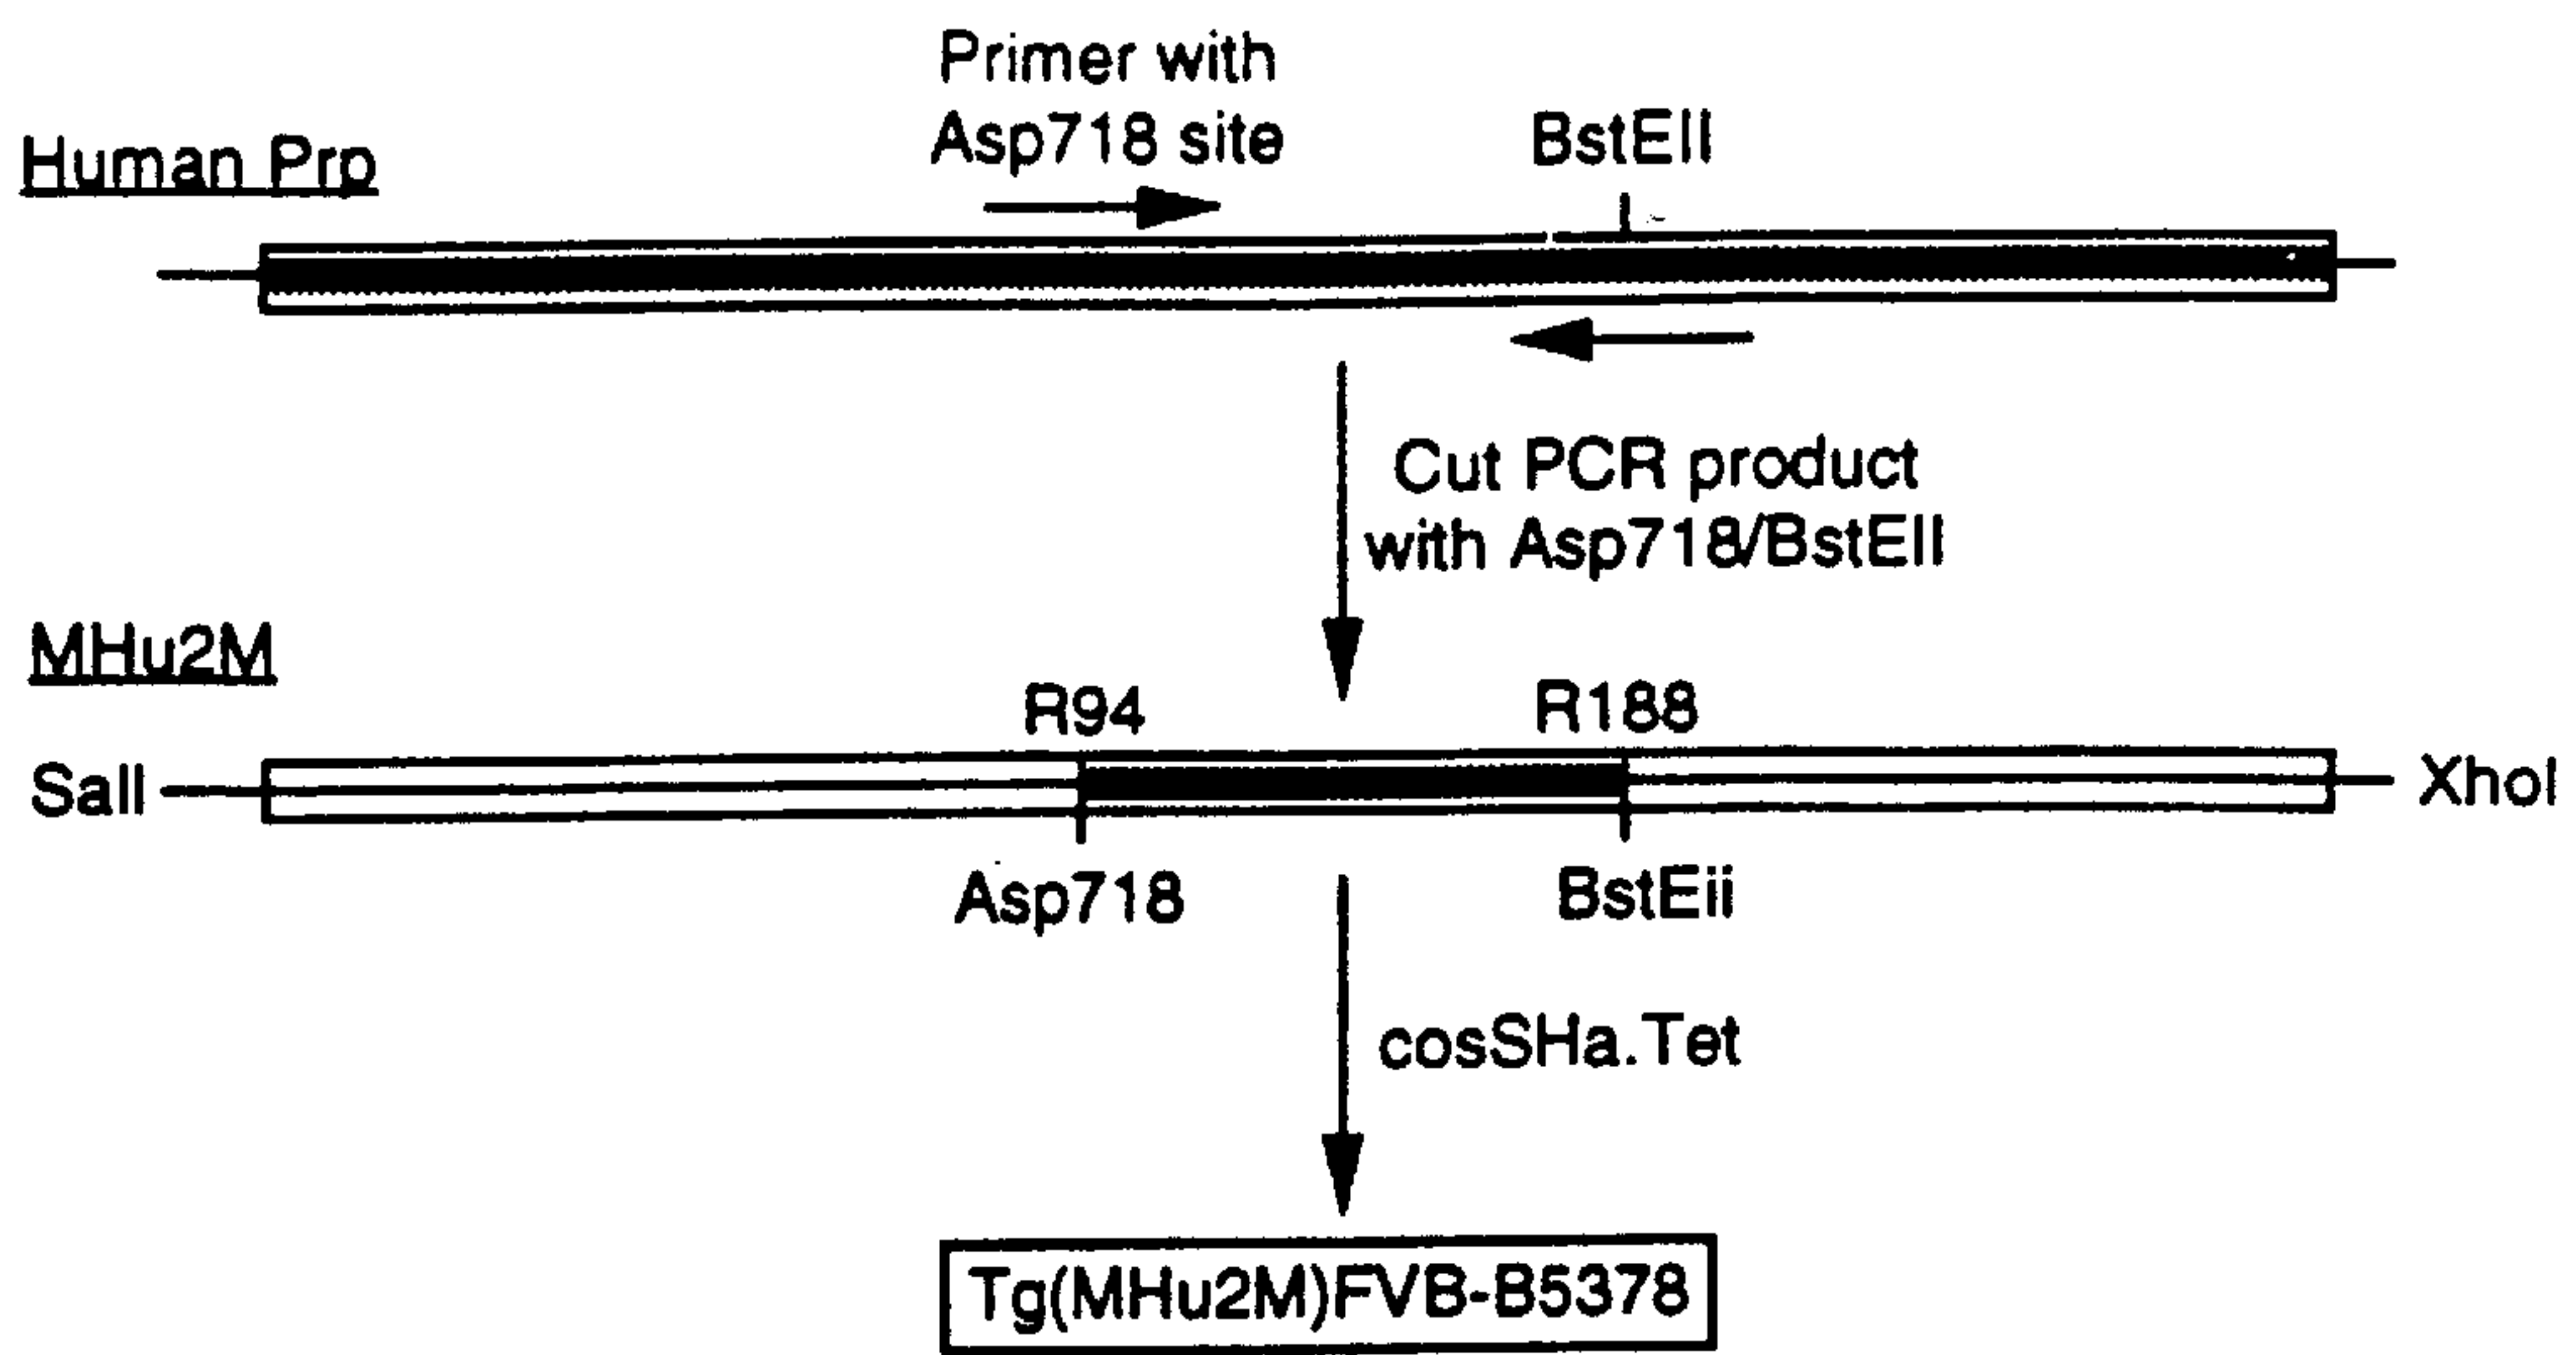 Primer with
Asp718 site
BstEII
Human Prp
Cut PCR product
with Asp718/BstEII
MHu2M
R94
R188
SalI
XhoI
Asp718
BstEii
cosSHa.Tet
Tg(MHu2M)FVB-B5378